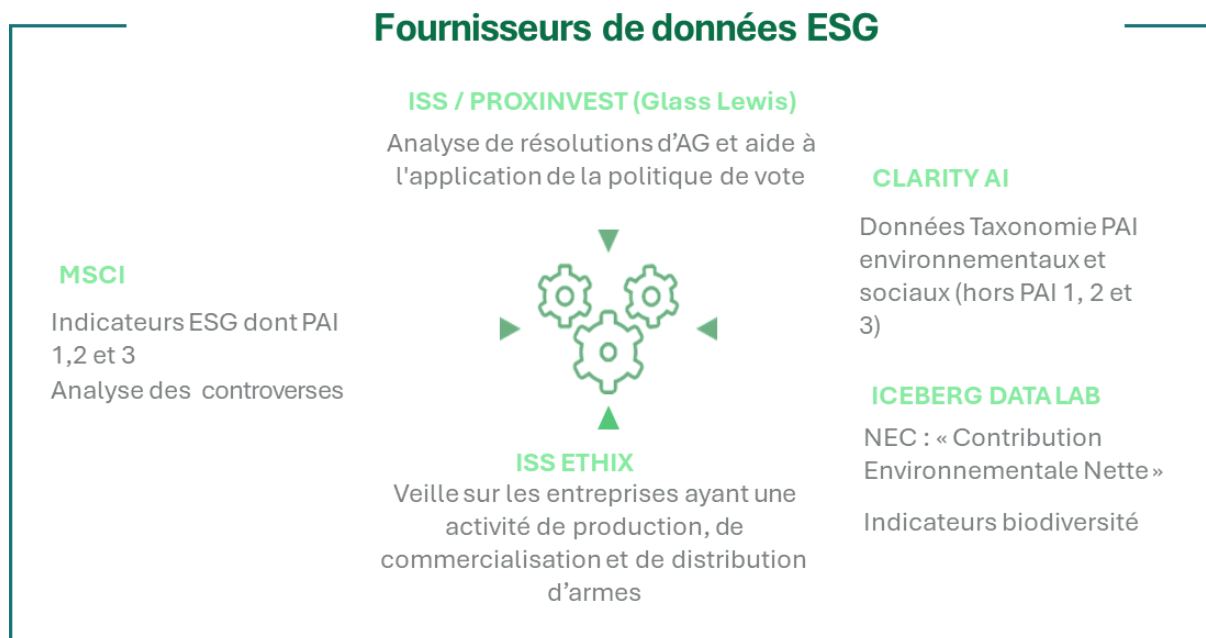 Fournisseurs de données ESG
ISS / PROXINVEST (Glass Lewis)
Analyse de résolutions d’AG et aide à
l'application de la politique de vote
MSCI
Indicateurs ESG dont PAI
1,2 et 3
Analyse des controverses
CLARITY AI
Données Taxonomie PAI
environnementaux et
sociaux (hors PAI 1, 2 et
3)
ICEBERG DATA LAB
NEC : « Contribution
Environnementale Nette »
Indicateurs biodiversité
ISS ETHIX
Veille sur les entreprises ayant une
activité de production, de
commercialisation et de distribution
d’armes